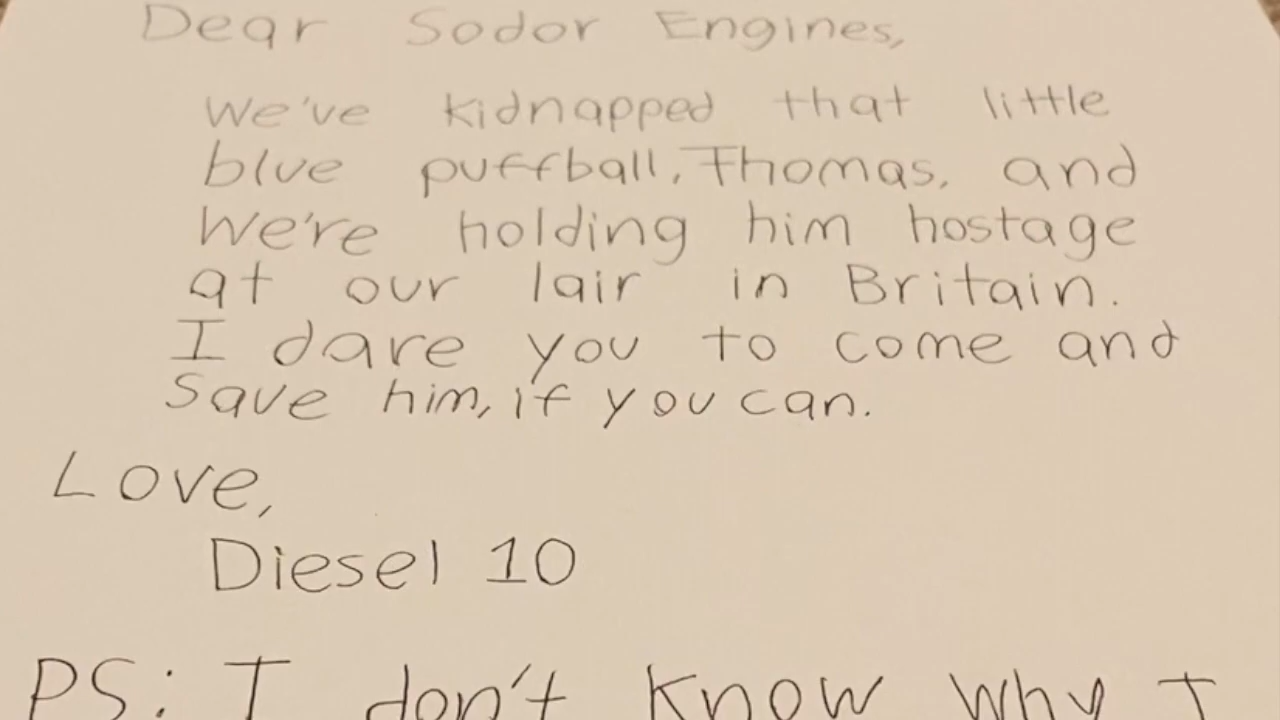 Dear Sodor Engines,
We've kidnapped that little
blue puffball, Thomas, and
We're holding him hostage
at our lair in Britain.
I dare you to come and
Save him, if you can.
Love,
Diesel 10
PS: I don't know why I